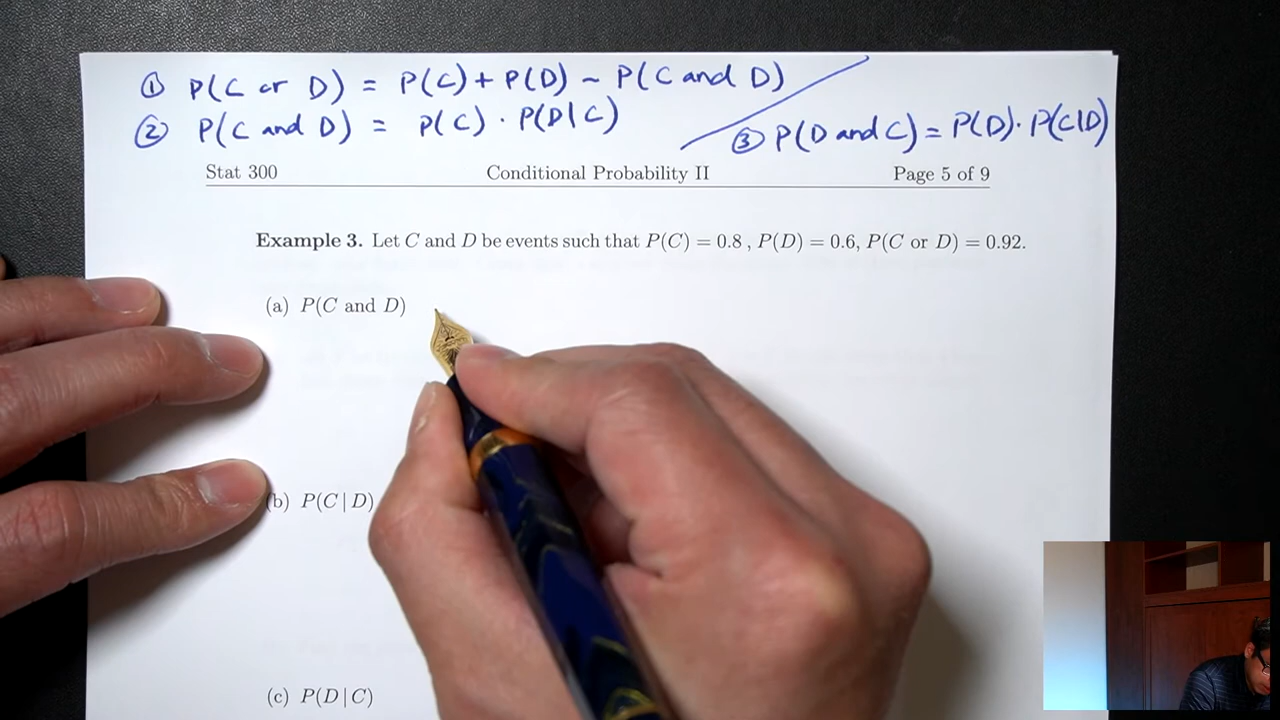 ① P(C or D) = P(C) + P(D) − P(C and D)
② P(C and D) = P(C) · P(D|C)
③ P(D and C) = P(D) · P(C|D)
Stat 300 Conditional Probability II Page 5 of 9
Example 3. Let C and D be events such that P(C) = 0.8 , P(D) = 0.6, P(C or D) = 0.92.
(a) P(C and D)
(b) P(C | D)
(c) P(D | C)